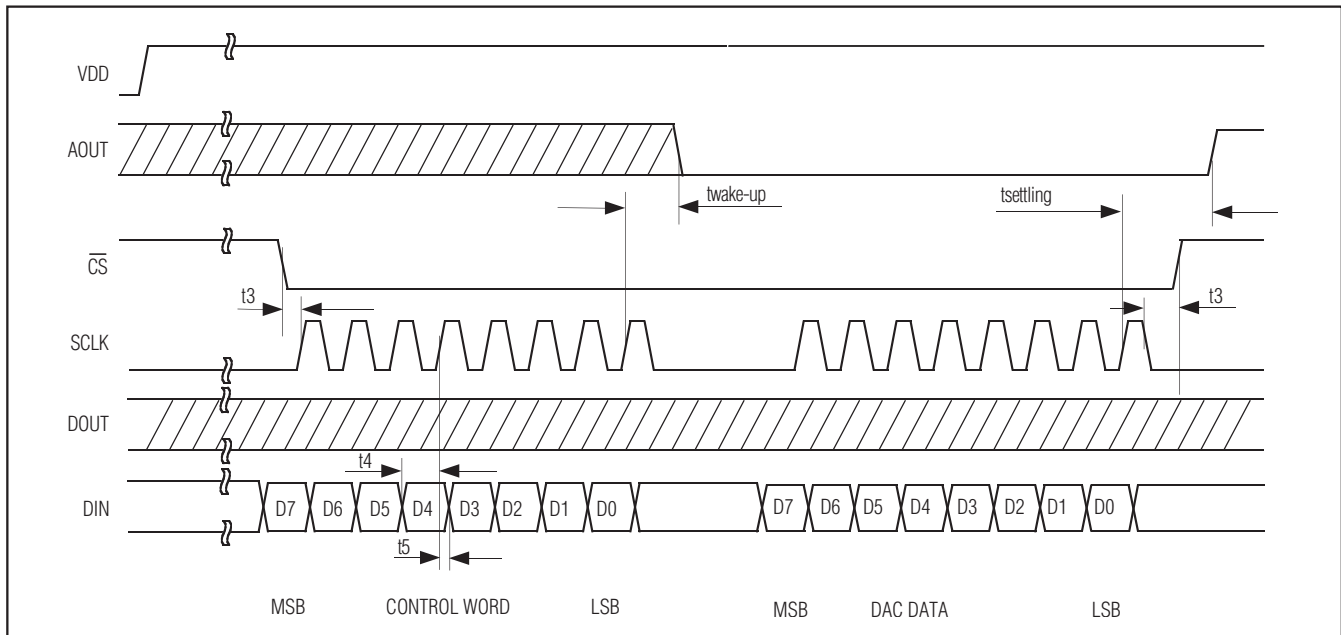 VDD
AOUT
twake-up
tsettling
CS
t3
t3
SCLK
DOUT
t4
DIN
D7 D6 D5 D4 D3 D2 D1 D0
D7 D6 D5 D4 D3 D2 D1 D0
t5
MSB CONTROL WORD LSB
MSB DAC DATA LSB